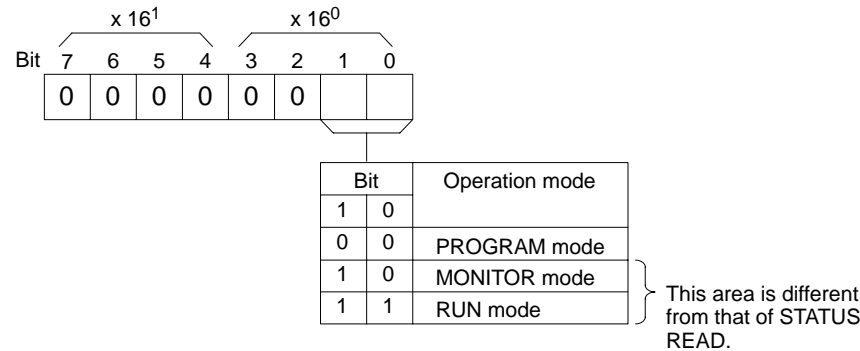 x 16¹ x 16⁰
Bit 7 6 5 4 3 2 1 0
0 0 0 0 0 0
Bit Operation mode
1 0
0 0 PROGRAM mode
1 0 MONITOR mode
1 1 RUN mode
This area is different
from that of STATUS
READ.